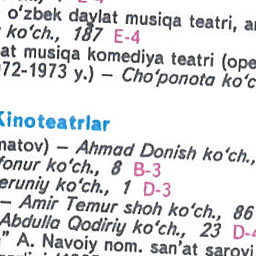 o'zbek davlat musiqa teatri,
ko'ch., 187 E-4
at musiqa komediya teatri (ope
72-1973 y.) – Cho'ponota ko'c
Kinoteatrlar
matov) – Ahmad Donish ko'ch.,
fonur ko'ch., 8 B-3
eruniy ko'ch., 1 D-3
– Amir Temur shoh ko'ch., 86
Abdulla Qodiriy ko'ch., 23 D-
" A. Navoiy nom. san'at saroyi